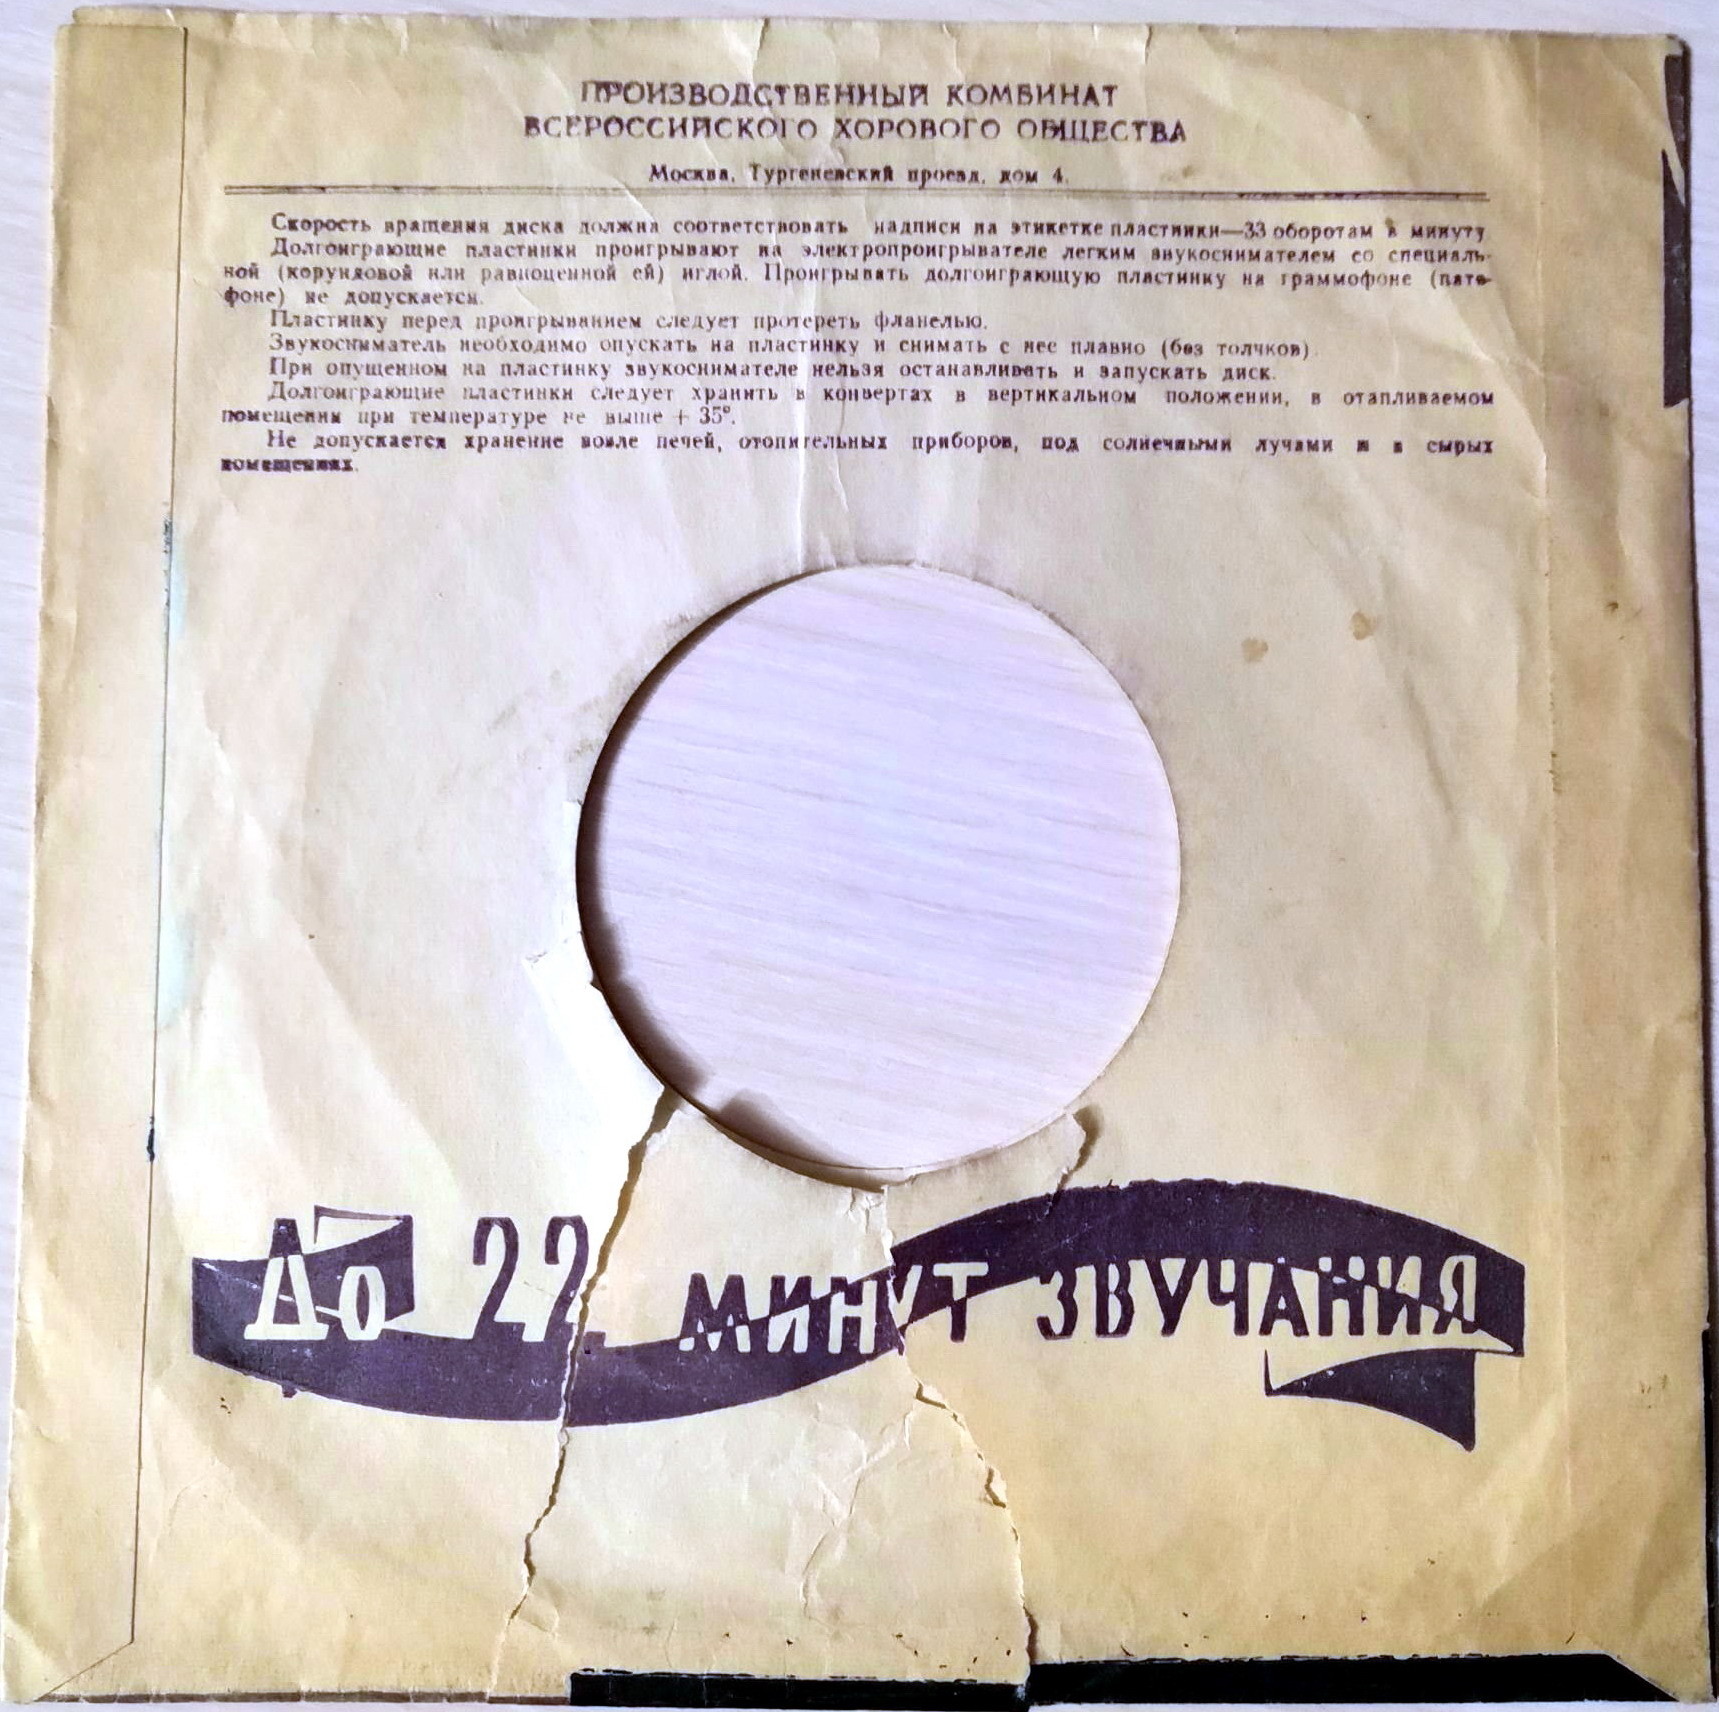 ПРОИЗВОДСТВЕННЫЙ КОМБИНАТ
ВСЕРОССИЙСКОГО ХОРОВОГО ОБЩЕСТВА
Москва, Тургеневский проезд, дом 4.
Скорость вращения диска должна соответствовать надписи на этикетке пластинки—33 оборотам в минуту
Долгоиграющие пластинки проигрывают на электропроигрывателе легким звукоснимателем со специаль-
ной (корундовой или равноценной ей) иглой. Проигрывать долгоиграющую пластинку на граммофоне (пате-
фоне) не допускается.
Пластинку перед проигрыванием следует протереть фланелью.
Звукосниматель необходимо опускать на пластинку и снимать с нее плавно (без толчков).
При опущенном на пластинку звукоснимателе нельзя останавливать и запускать диск.
Долгоиграющие пластинки следует хранить в конвертах в вертикальном положении, в отапливаемом
помещении при температуре не выше + 35°.
Не допускается хранение возле печей, отопительных приборов, под солнечными лучами и в сырых
помещениях.
До 22 МИНУТ ЗВУЧАНИЯ